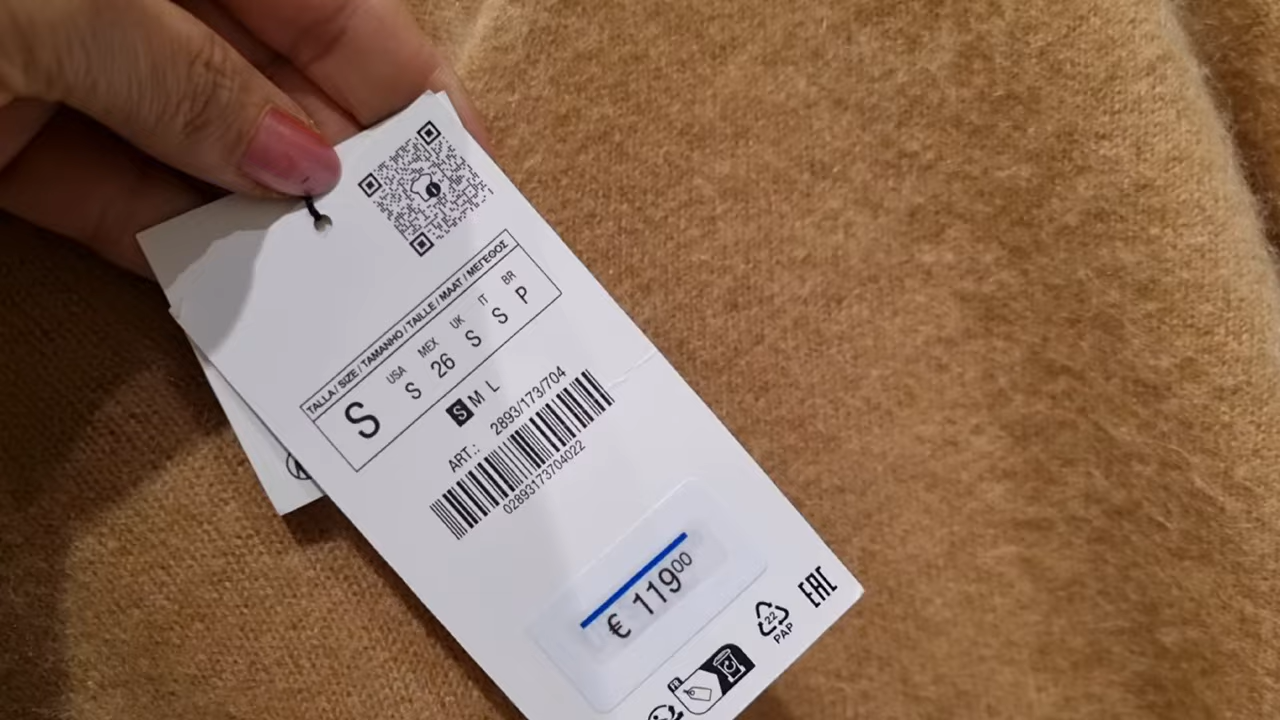 TALLA / SIZE / TAMANHO / TAILLE / MAAT / ΜΕΓΕΘΟΣ
USA MEX UK IT BR
S S 26 S S P
S M L
ART.: 2893/173/704
02893173704022
€ 119 00
FR
22
PAP
EAC